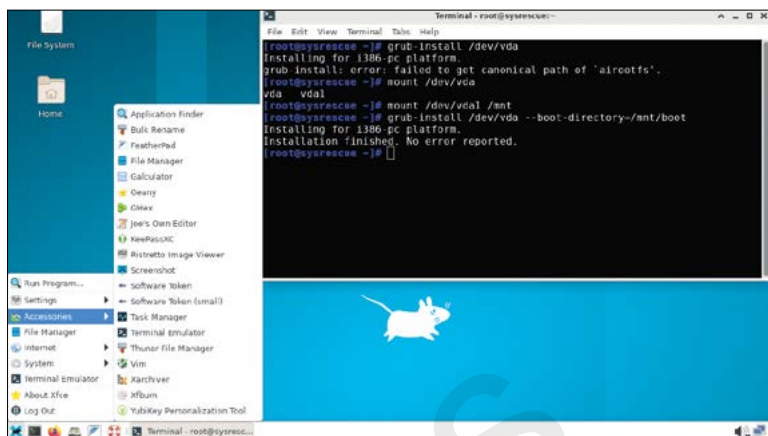 File System
Home
Terminal - root@sysrescue:~
File Edit View Terminal Tabs Help
[root@sysrescue ~]# grub-install /dev/vda
Installing for i386-pc platform.
grub-install: error: failed to get canonical path of `airootfs'.
[root@sysrescue ~]# mount /dev/vda
vda vda1
[root@sysrescue ~]# mount /dev/vda1 /mnt
[root@sysrescue ~]# grub-install /dev/vda --boot-directory=/mnt/boot
Installing for i386-pc platform.
Installation finished. No error reported.
[root@sysrescue ~]#
Application Finder
Bulk Rename
FeatherPad
File Manager
Galculator
Geany
GHex
Joe's Own Editor
KeePassXC
Ristretto Image Viewer
Screenshot
Software Token
Software Token (small)
Task Manager
Terminal Emulator
Thunar File Manager
Vim
Xarchiver
Xfburn
YubiKey Personalization Tool
Run Program...
Settings
Accessories
File Manager
Internet
System
Terminal Emulator
About Xfce
Log Out
Terminal - root@sysresc...